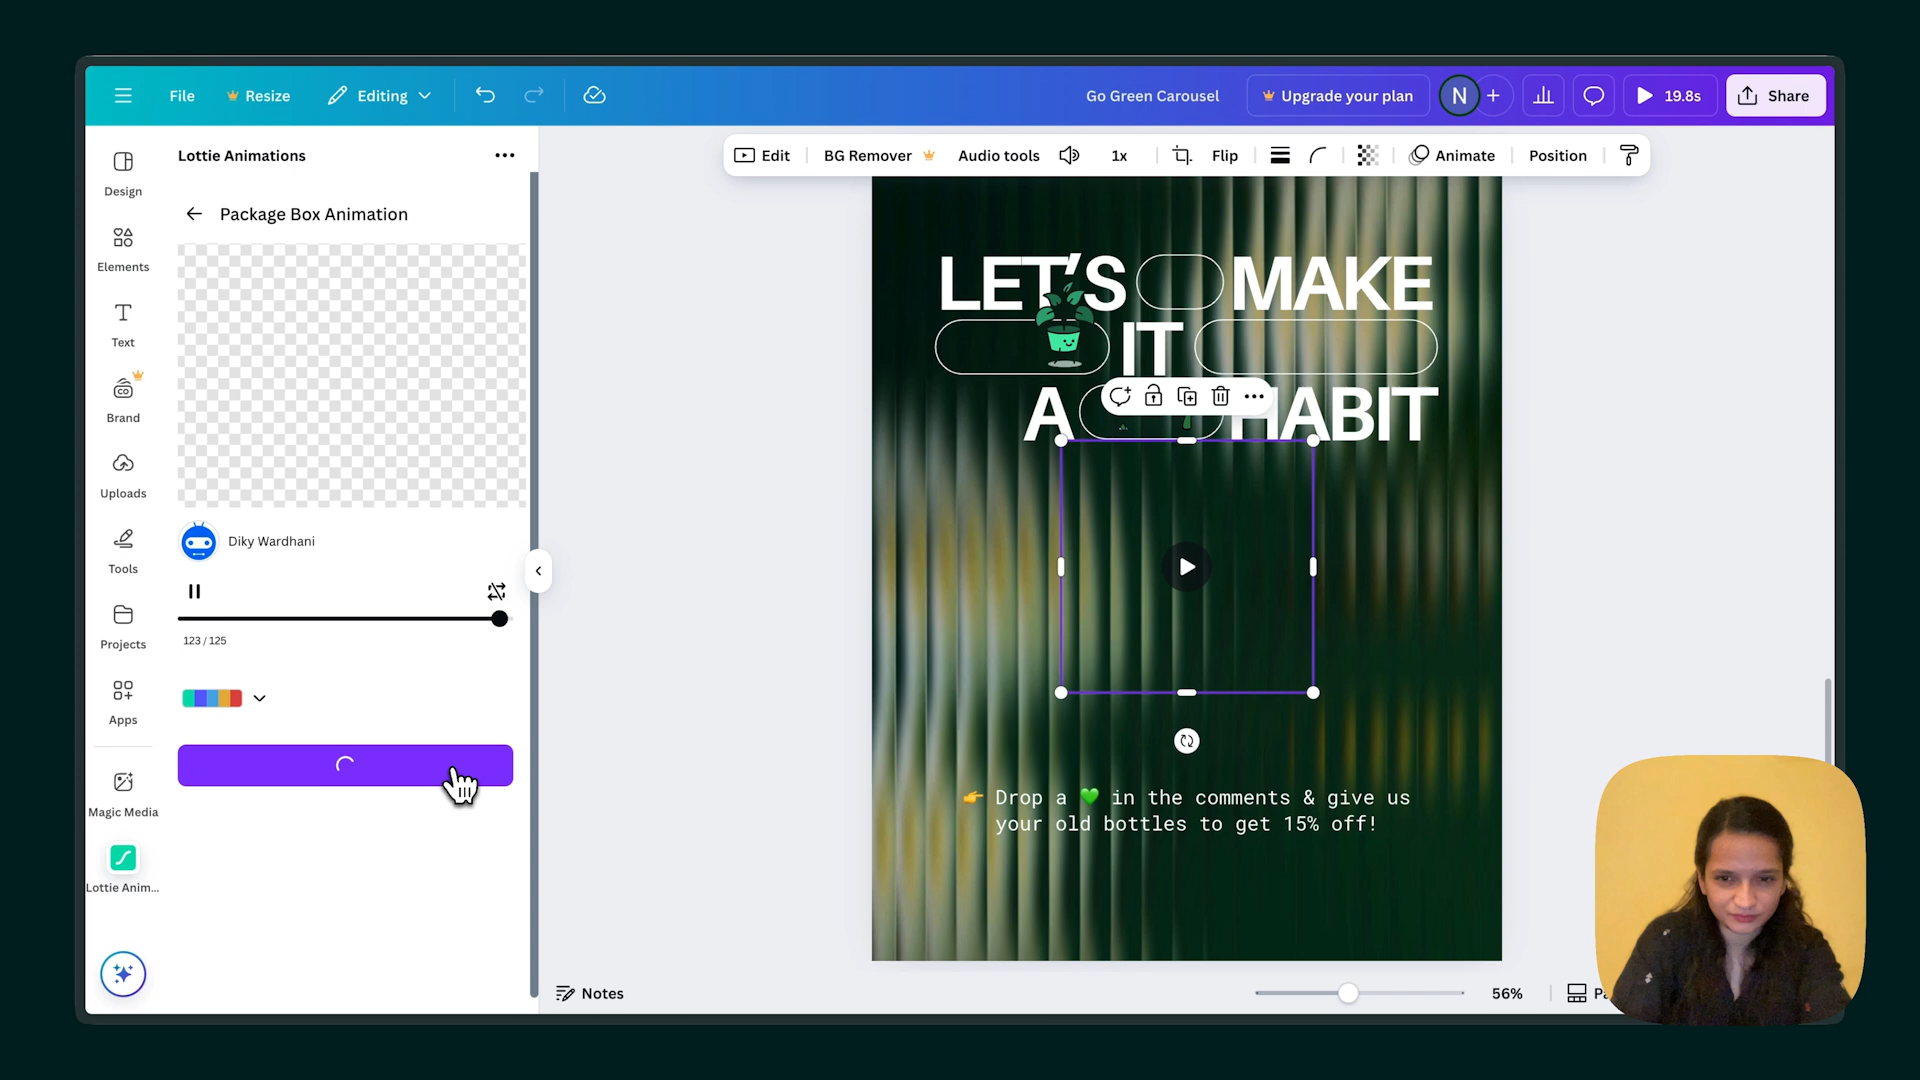 File
Resize
Editing
Go Green Carousel
Upgrade your plan
N
19.8s
Share
Design
Elements
Text
CO
Brand
Uploads
Tools
Projects
Apps
Magic Media
Lottie Anim...
Lottie Animations
Package Box Animation
Diky Wardhani
123 / 125
Edit
BG Remover
Audio tools
1x
Flip
Animate
Position
LET'S MAKE
IT
A HABIT
👉 Drop a 💚 in the comments & give us
your old bottles to get 15% off!
Notes
56%